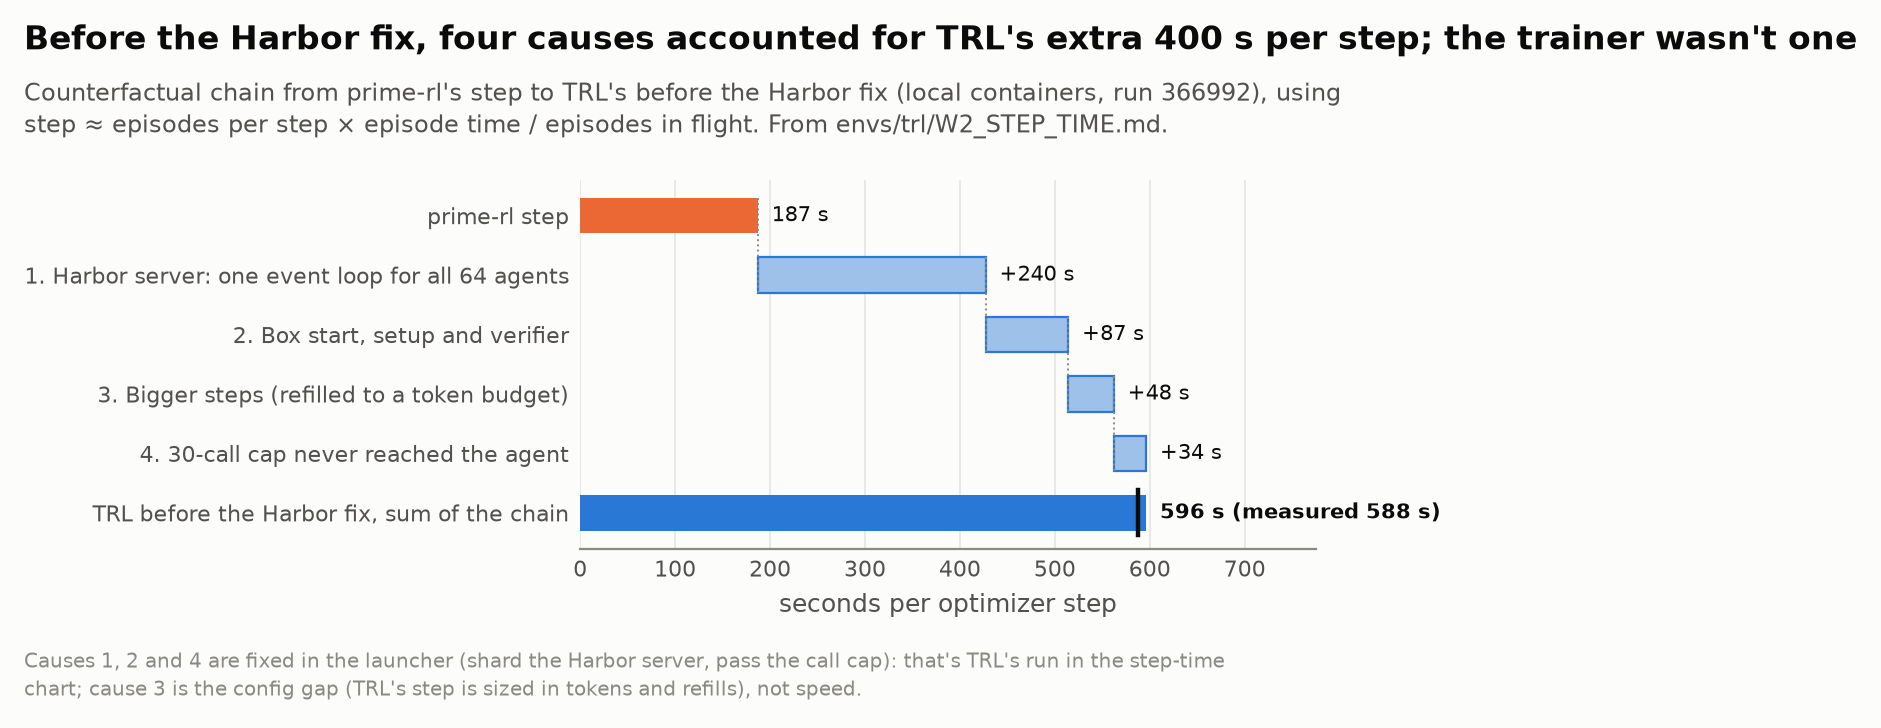 Before the Harbor fix, four causes accounted for TRL's extra 400 s per step; the trainer wasn't one
Counterfactual chain from prime-rl's step to TRL's before the Harbor fix (local containers, run 366992), using
step ≈ episodes per step × episode time / episodes in flight. From envs/trl/W2_STEP_TIME.md.
prime-rl step
187 s
1. Harbor server: one event loop for all 64 agents
+240 s
2. Box start, setup and verifier
+87 s
3. Bigger steps (refilled to a token budget)
+48 s
4. 30-call cap never reached the agent
+34 s
TRL before the Harbor fix, sum of the chain
596 s (measured 588 s)
0 100 200 300 400 500 600 700
seconds per optimizer step
Causes 1, 2 and 4 are fixed in the launcher (shard the Harbor server, pass the call cap): that's TRL's run in the step-time
chart; cause 3 is the config gap (TRL's step is sized in tokens and refills), not speed.